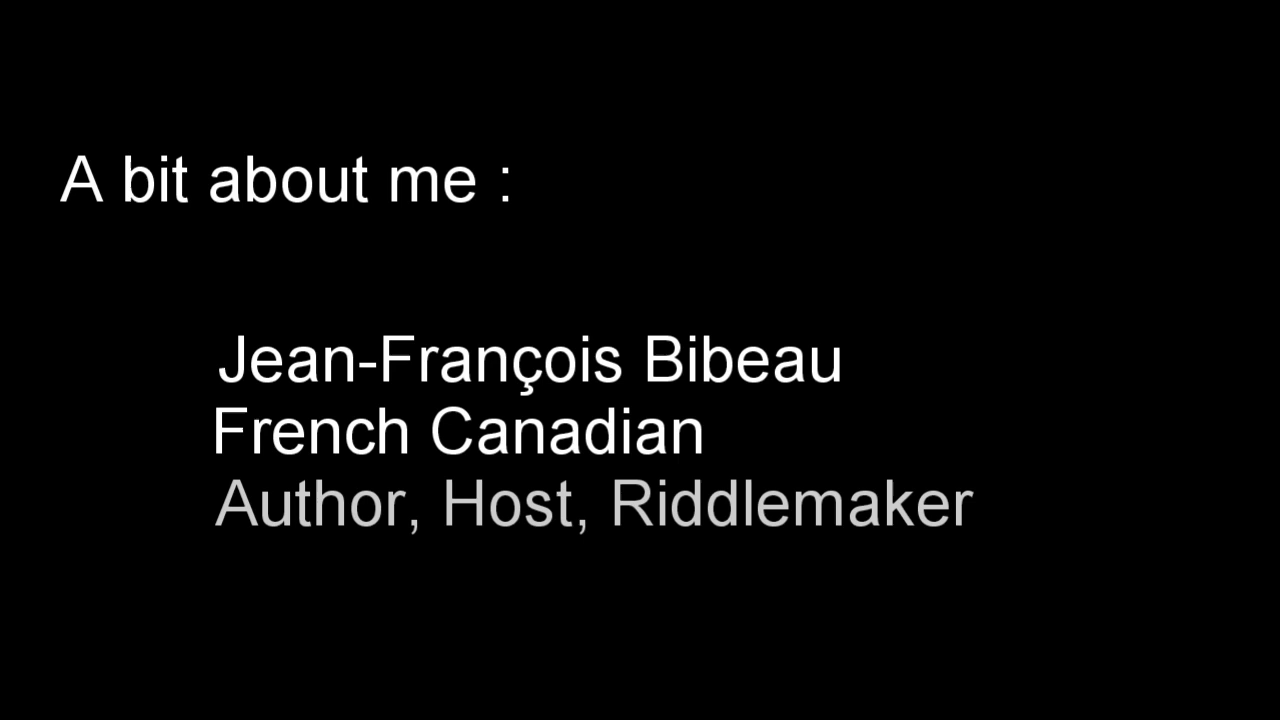 A bit about me :
Jean-François Bibeau
French Canadian
Author, Host, Riddlemaker